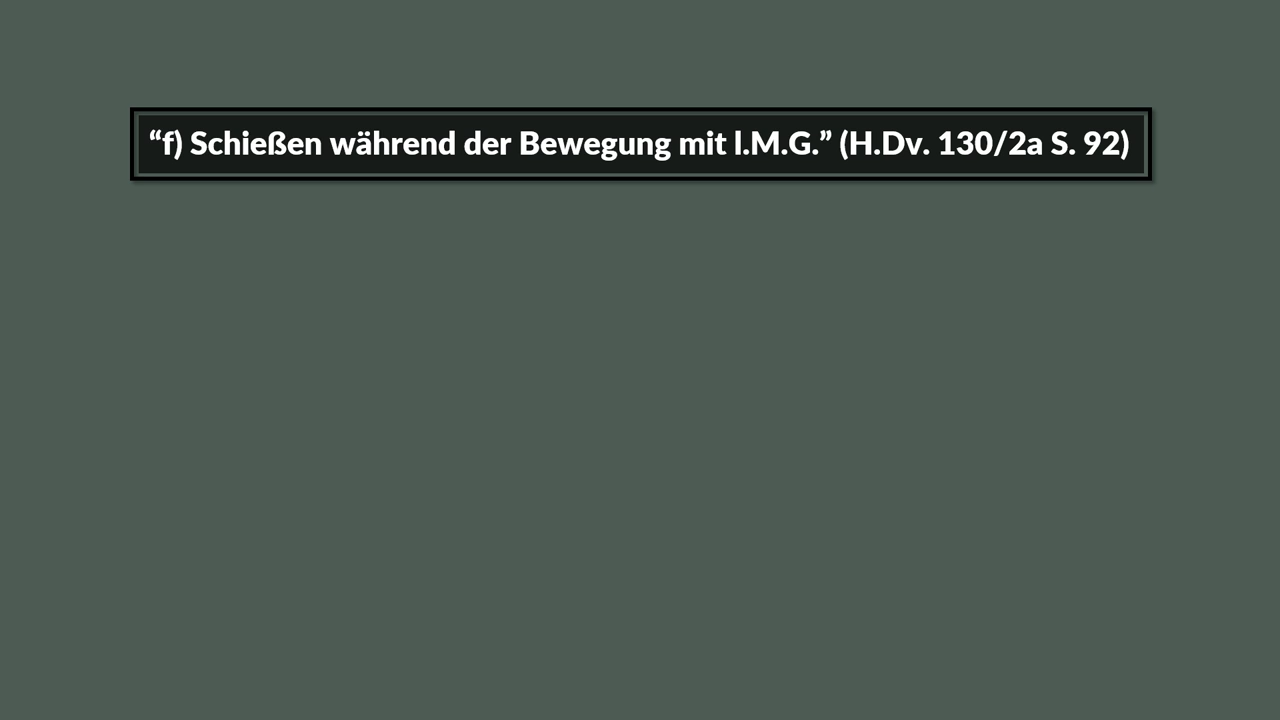 “f) Schießen während der Bewegung mit l.M.G.” (H.Dv. 130/2a S. 92)